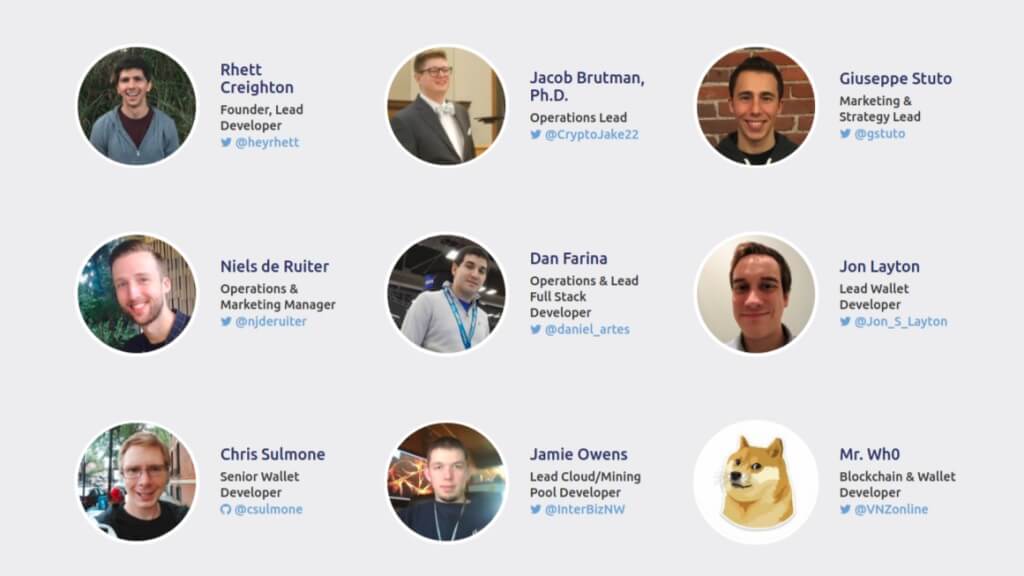 Rhett
Creighton
Founder, Lead
Developer
@heyrhett
Jacob Brutman,
Ph.D.
Operations Lead
@CryptoJake22
Giuseppe Stuto
Marketing &
Strategy Lead
@gstuto
Niels de Ruiter
Operations &
Marketing Manager
@njderuiter
Dan Farina
Operations & Lead
Full Stack
Developer
@daniel_artes
Jon Layton
Lead Wallet
Developer
@Jon_S_Layton
Chris Sulmone
Senior Wallet
Developer
@csulmone
Jamie Owens
Lead Cloud/Mining
Pool Developer
@InterBizNW
Mr. Wh0
Blockchain & Wallet
Developer
@VNZonline